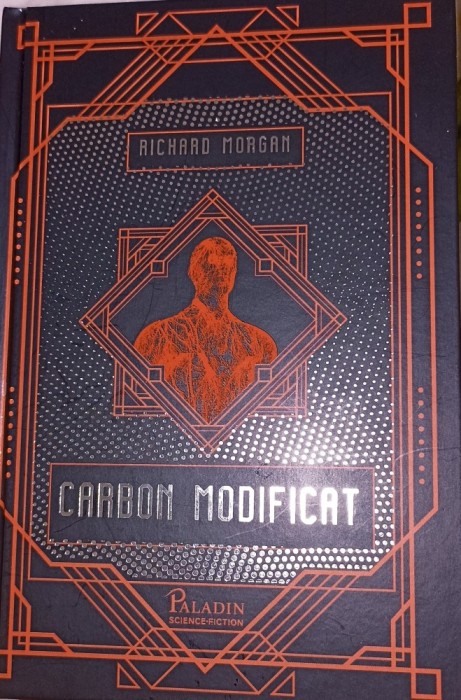 RICHARD MORGAN
CARBON MODIFICAT
PALADIN
SCIENCE-FICTION